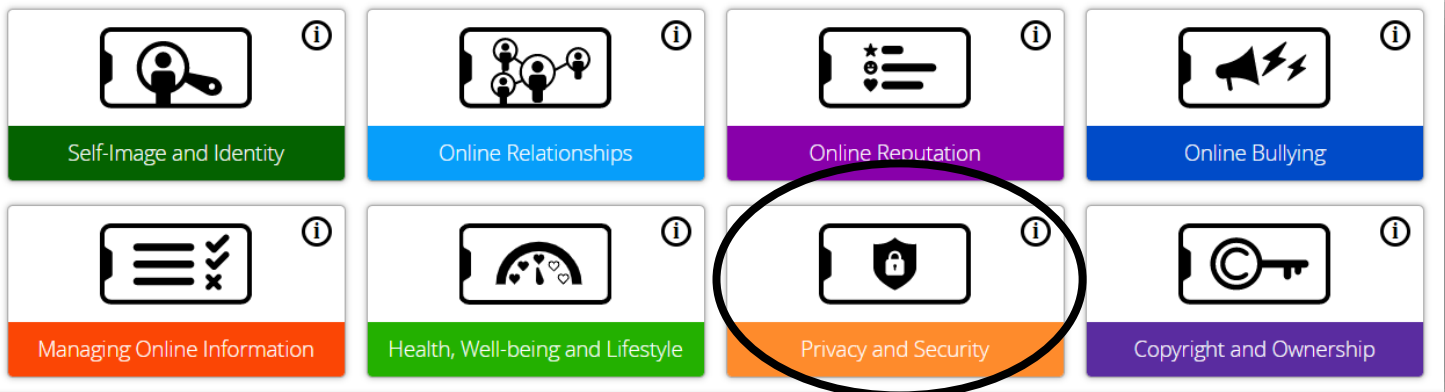 Self-Image and Identity
Online Relationships
Online Reputation
Online Bullying
Managing Online Information
Health, Well-being and Lifestyle
Privacy and Security
Copyright and Ownership